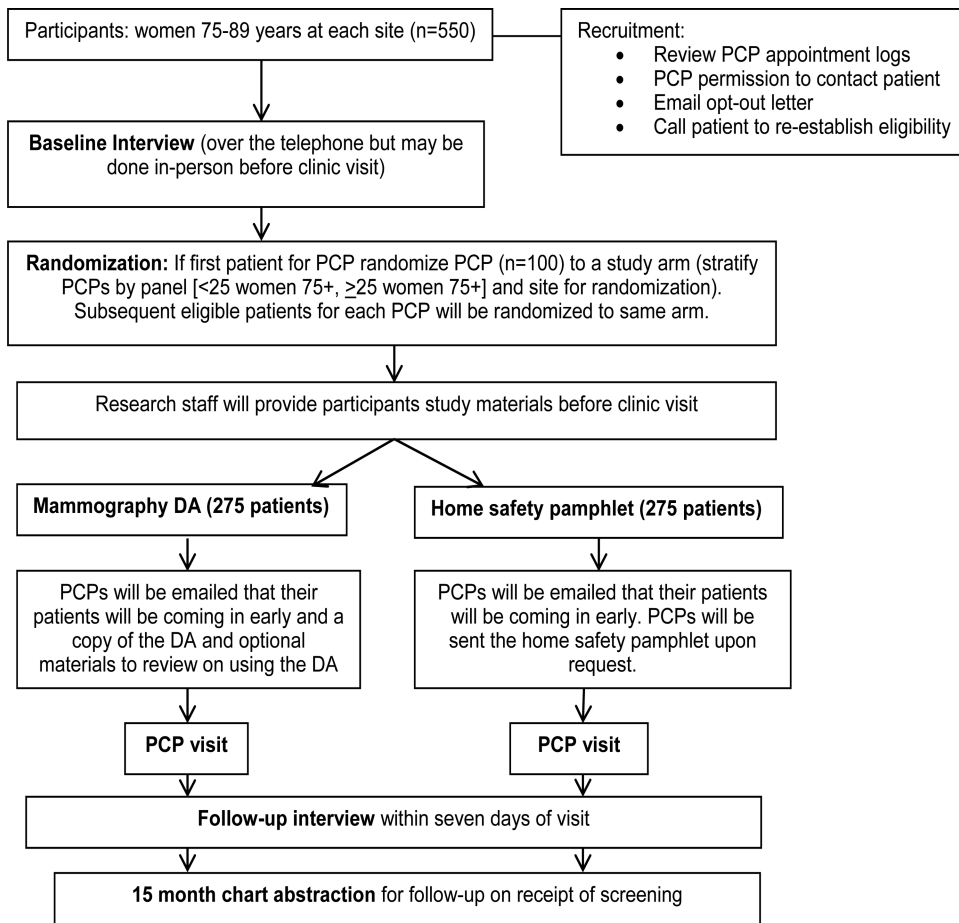 Participants: women 75-89 years at each site (n=550)
Recruitment:
• Review PCP appointment logs
• PCP permission to contact patient
• Email opt-out letter
• Call patient to re-establish eligibility
Baseline Interview (over the telephone but may be
done in-person before clinic visit)
Randomization: If first patient for PCP randomize PCP (n=100) to a study arm (stratify
PCPs by panel [<25 women 75+, ≥25 women 75+] and site for randomization).
Subsequent eligible patients for each PCP will be randomized to same arm.
Research staff will provide participants study materials before clinic visit
Mammography DA (275 patients)
Home safety pamphlet (275 patients)
PCPs will be emailed that their
patients will be coming in early and a
copy of the DA and optional
materials to review on using the DA
PCPs will be emailed that their patients
will be coming in early. PCPs will be
sent the home safety pamphlet upon
request.
PCP visit
PCP visit
Follow-up interview within seven days of visit
15 month chart abstraction for follow-up on receipt of screening